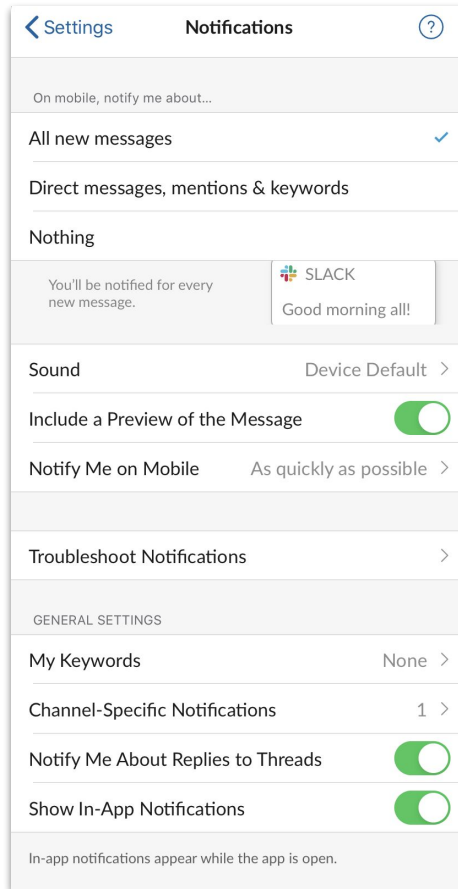 Settings
Notifications
?
On mobile, notify me about...
All new messages
Direct messages, mentions & keywords
Nothing
You'll be notified for every
new message.
SLACK
Good morning all!
Sound Device Default
Include a Preview of the Message
Notify Me on Mobile As quickly as possible
Troubleshoot Notifications
GENERAL SETTINGS
My Keywords None
Channel-Specific Notifications 1
Notify Me About Replies to Threads
Show In-App Notifications
In-app notifications appear while the app is open.